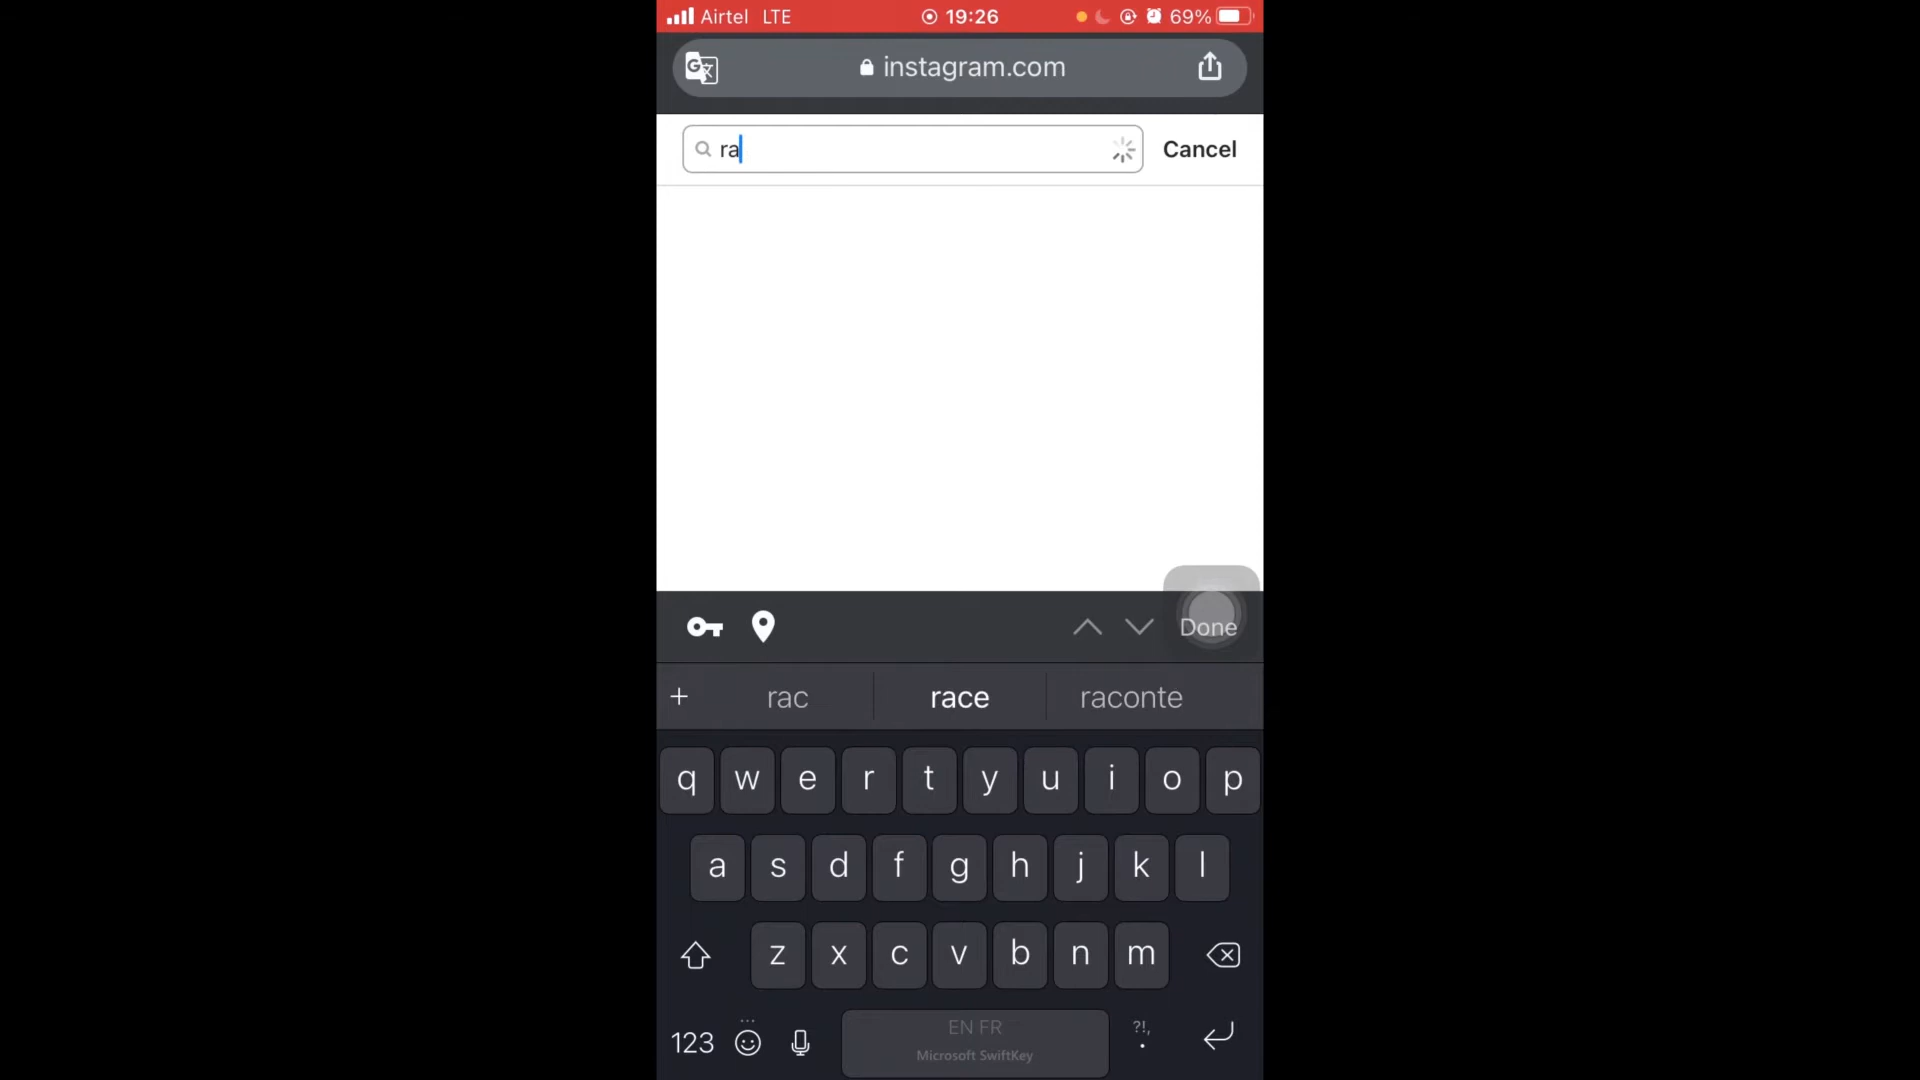 Airtel LTE 19:26 69%
instagram.com
ra Cancel
Done
+ rac race raconte
q w e r t y u i o p
a s d f g h j k l
z x c v b n m
123 EN FR ?!,
Microsoft SwiftKey .